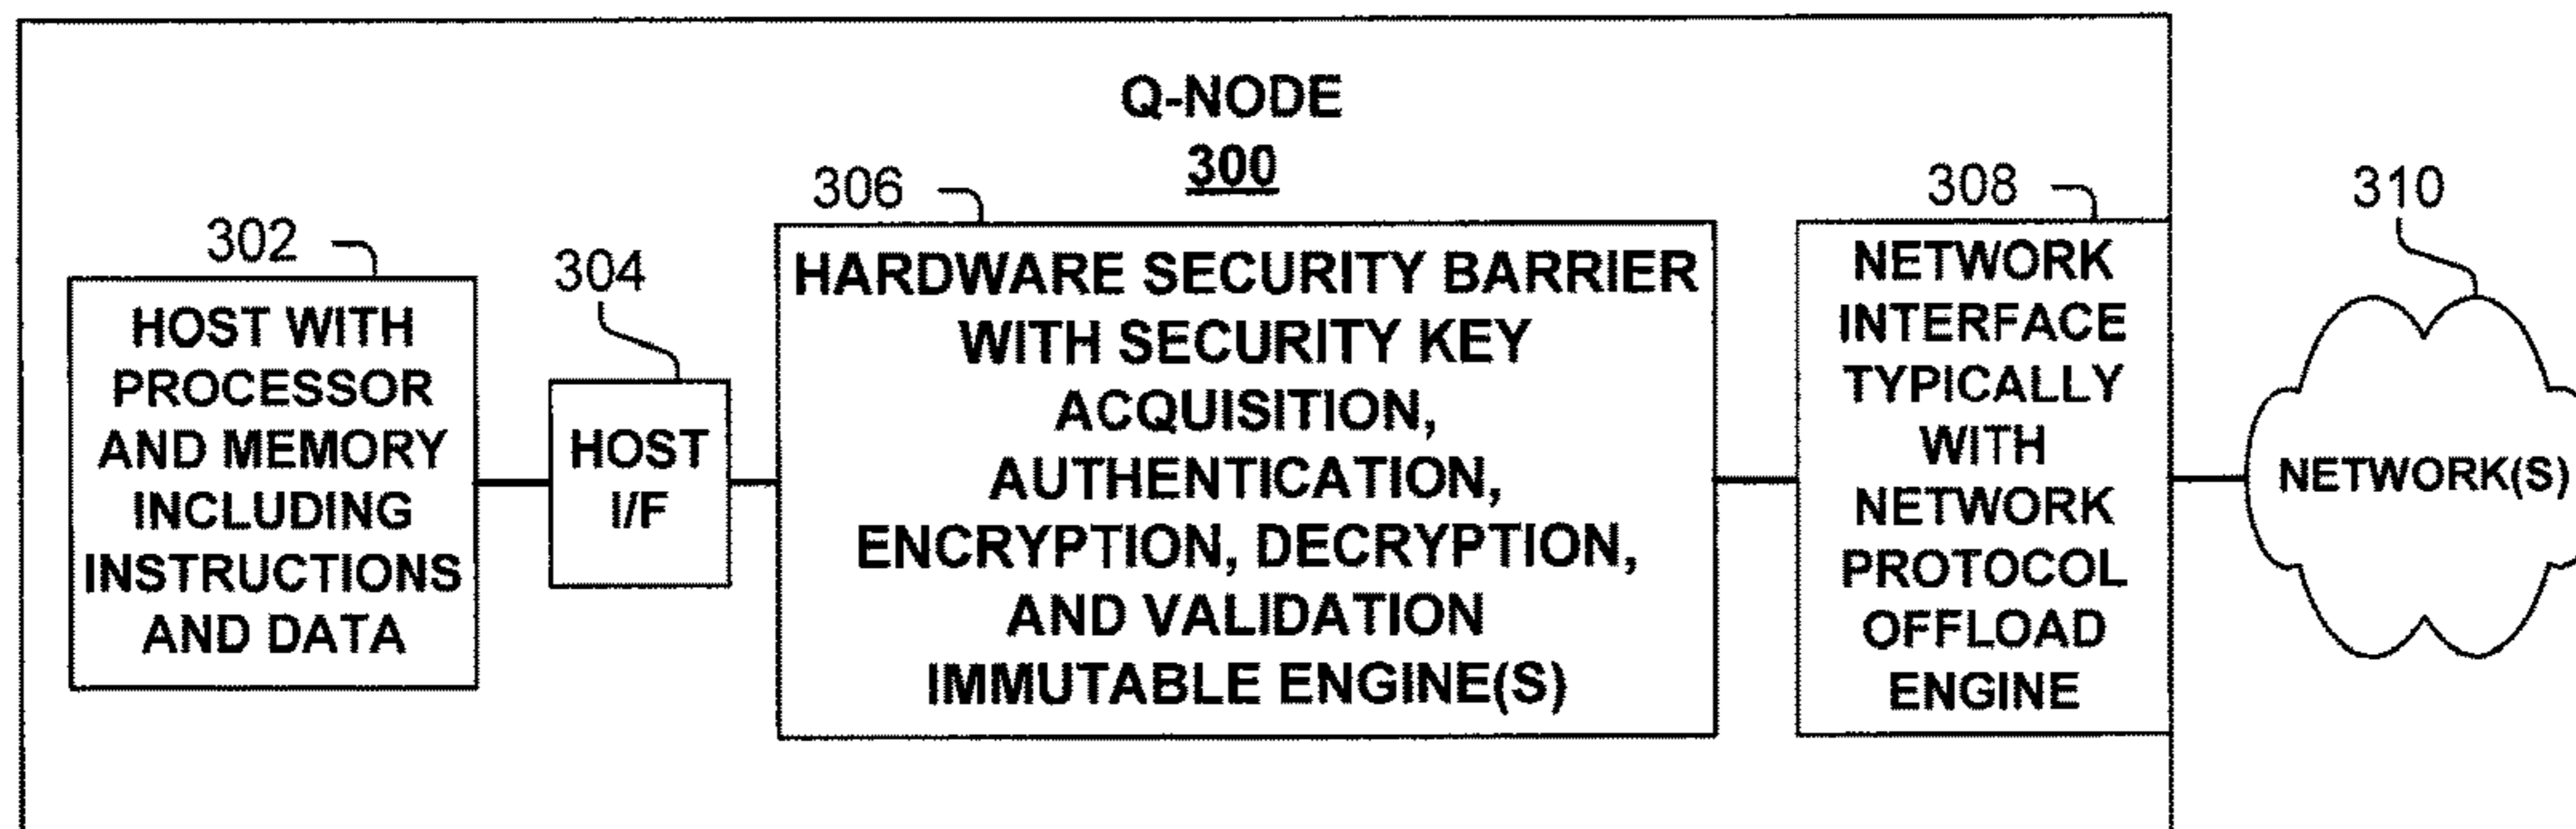 Q-NODE
300
302
HOST WITH
PROCESSOR
AND MEMORY
INCLUDING
INSTRUCTIONS
AND DATA
304
HOST
I/F
306
HARDWARE SECURITY BARRIER
WITH SECURITY KEY
ACQUISITION,
AUTHENTICATION,
ENCRYPTION, DECRYPTION,
AND VALIDATION
IMMUTABLE ENGINE(S)
308
NETWORK
INTERFACE
TYPICALLY
WITH
NETWORK
PROTOCOL
OFFLOAD
ENGINE
310
NETWORK(S)